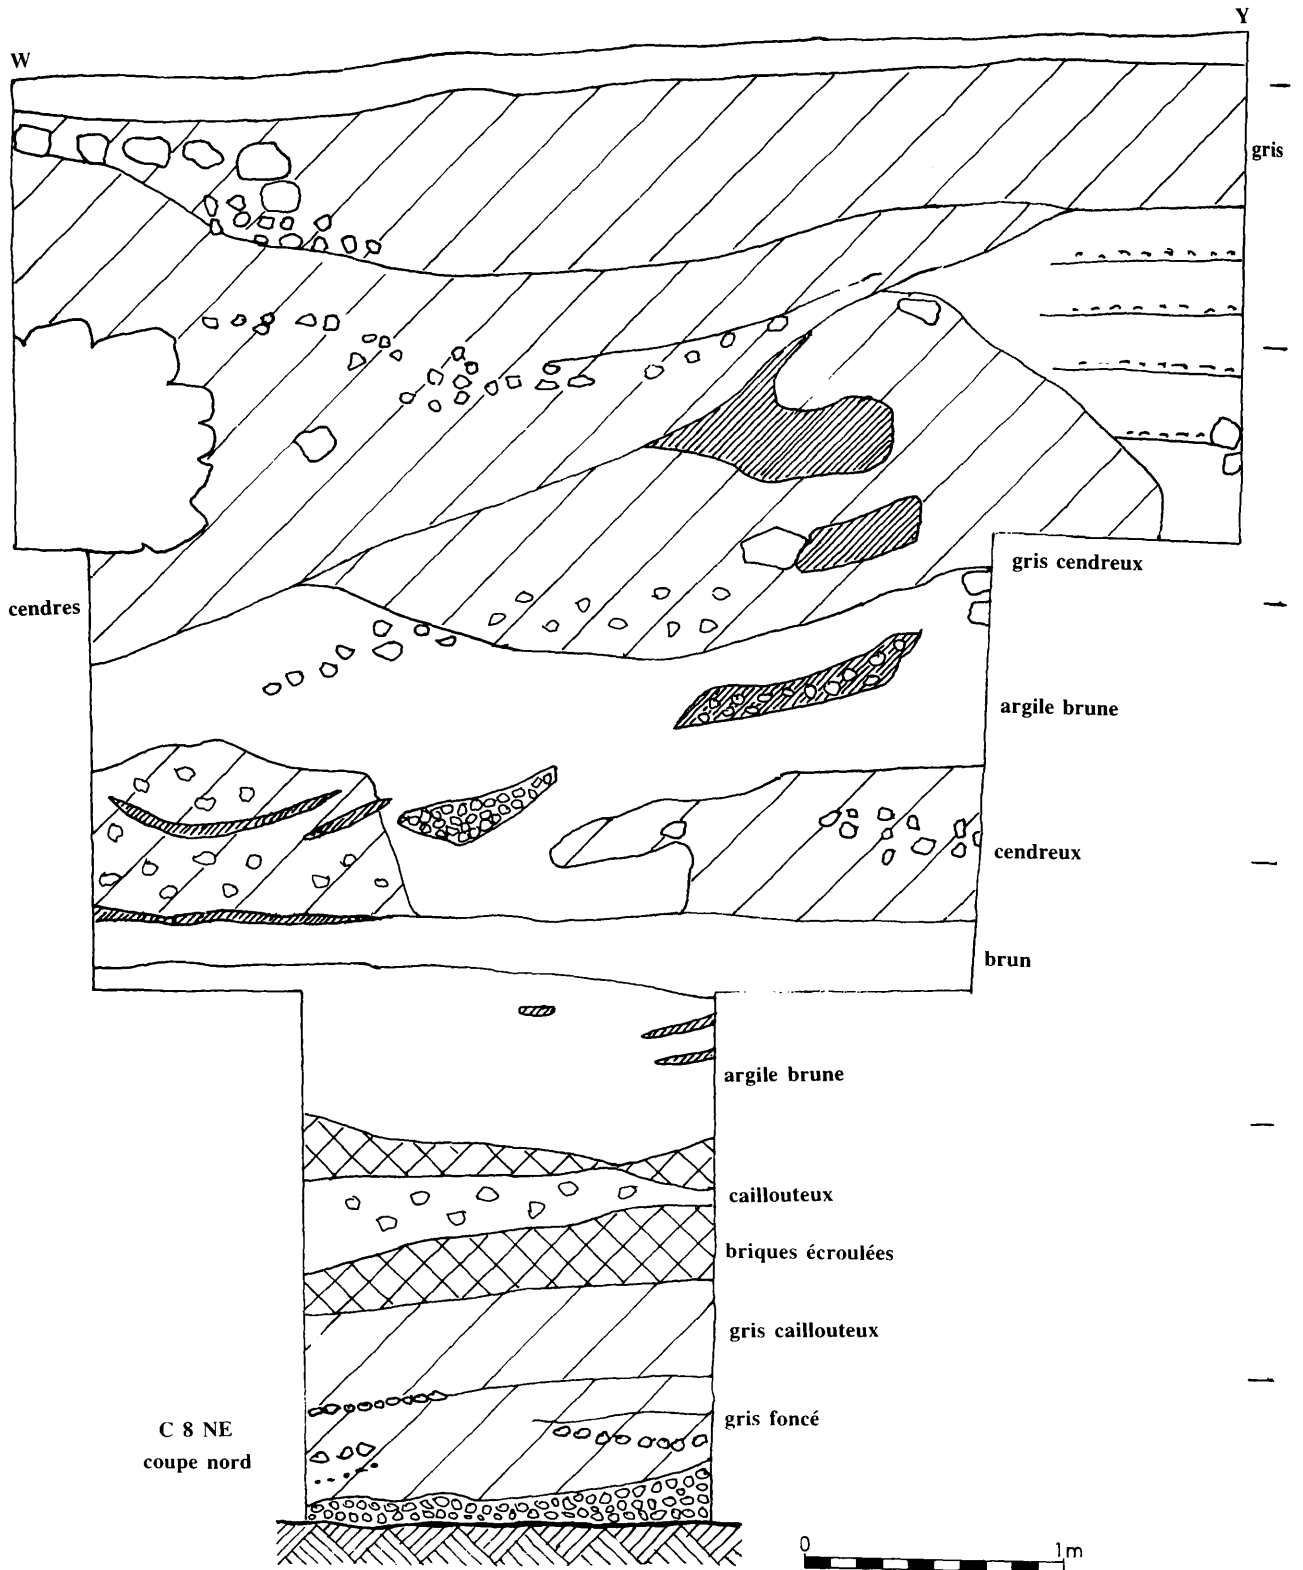 Y
W
gris
gris cendreux
cendres
argile brune
cendreux
brun
argile brune
caillouteux
briques écroulées
gris caillouteux
gris foncé
C 8 NE
coupe nord
0 1m